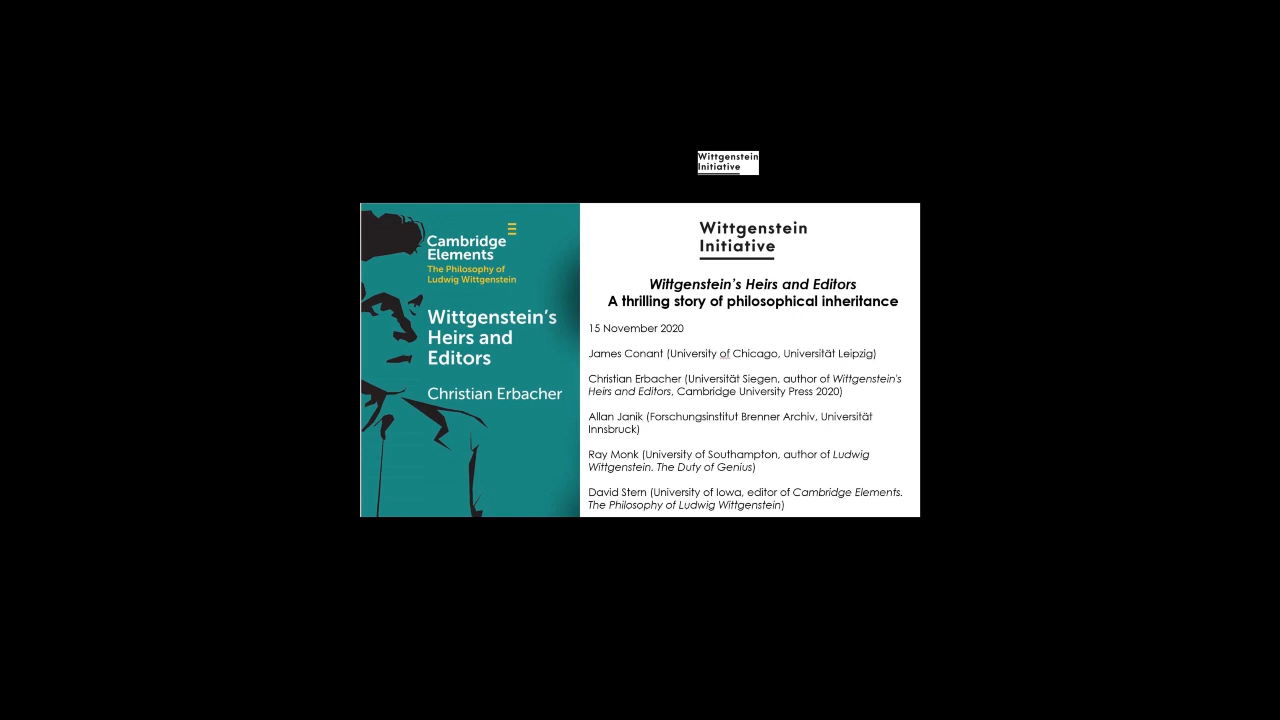 Wittgenstein
Initiative
Cambridge
Elements
The Philosophy of
Ludwig Wittgenstein
Wittgenstein's
Heirs and
Editors
Christian Erbacher
Wittgenstein
Initiative
Wittgenstein's Heirs and Editors
A thrilling story of philosophical inheritance
15 November 2020
James Conant (University of Chicago, Universität Leipzig)
Christian Erbacher (Universität Siegen, author of Wittgenstein's
Heirs and Editors, Cambridge University Press 2020)
Allan Janik (Forschungsinstitut Brenner Archiv, Universität
Innsbruck)
Ray Monk (University of Southampton, author of Ludwig
Wittgenstein. The Duty of Genius)
David Stern (University of Iowa, editor of Cambridge Elements.
The Philosophy of Ludwig Wittgenstein)